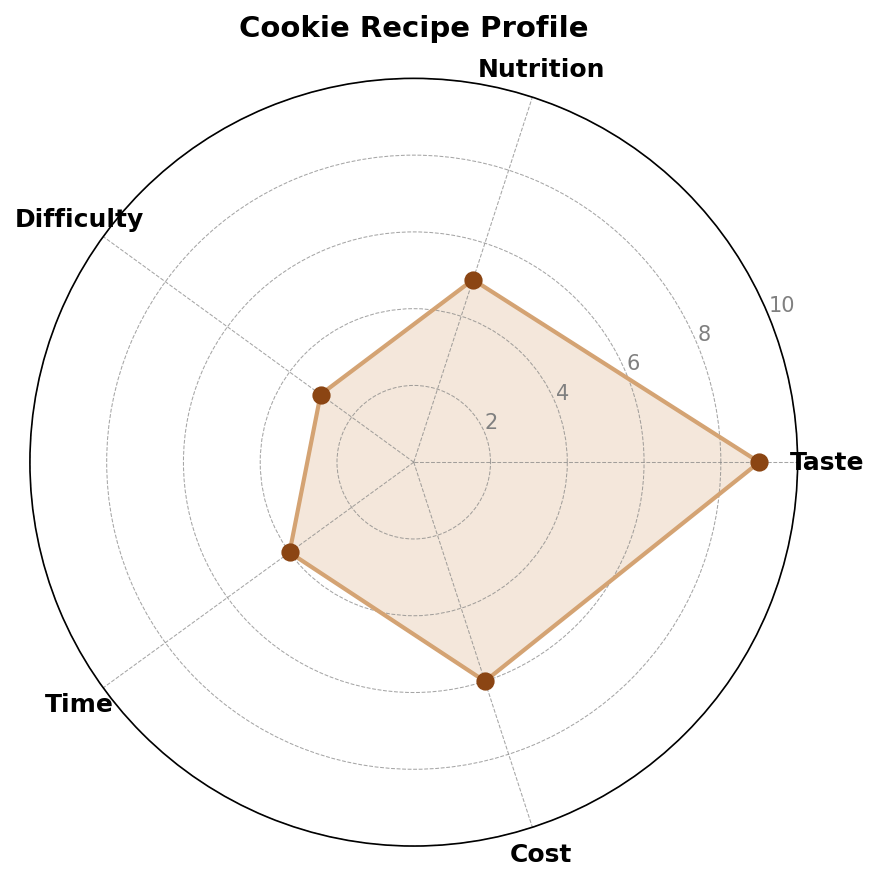 Cookie Recipe Profile
Nutrition
Difficulty
10
8
6
4
2
Taste
Time
Cost